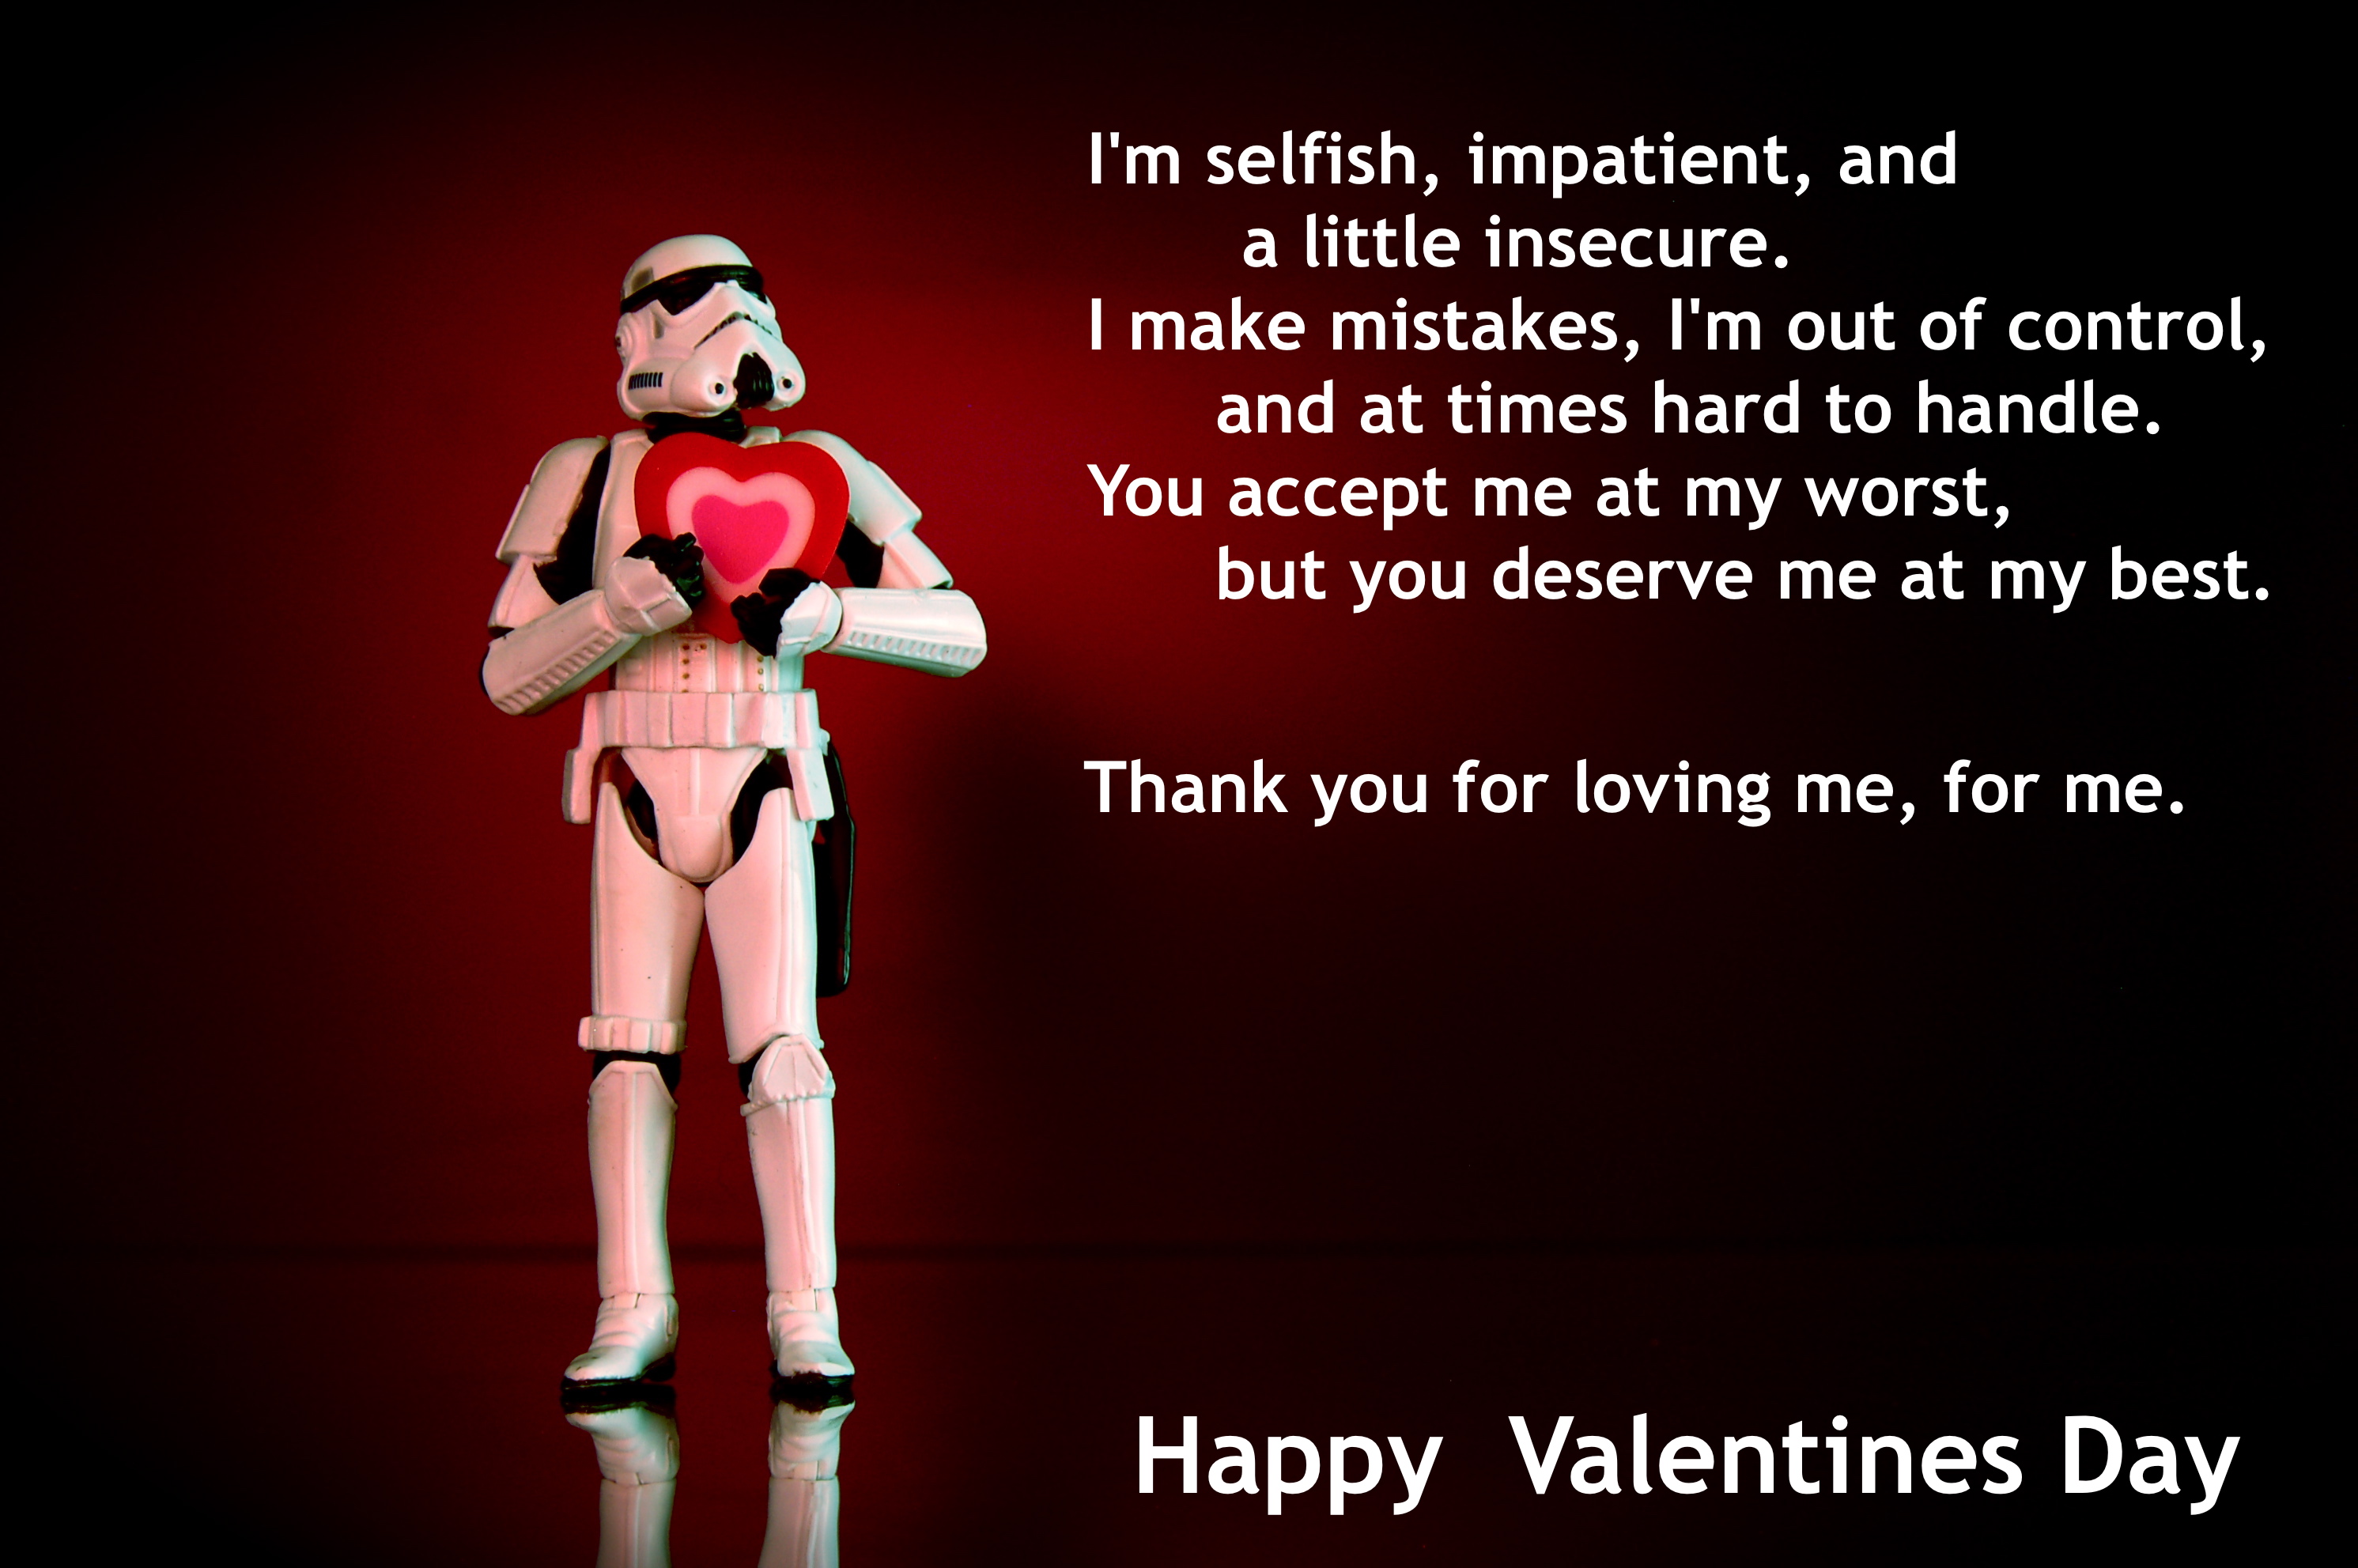 I'm selfish, impatient, and
a little insecure.
I make mistakes, I'm out of control,
and at times hard to handle.
You accept me at my worst,
but you deserve me at my best.
Thank you for loving me, for me.
Happy Valentines Day